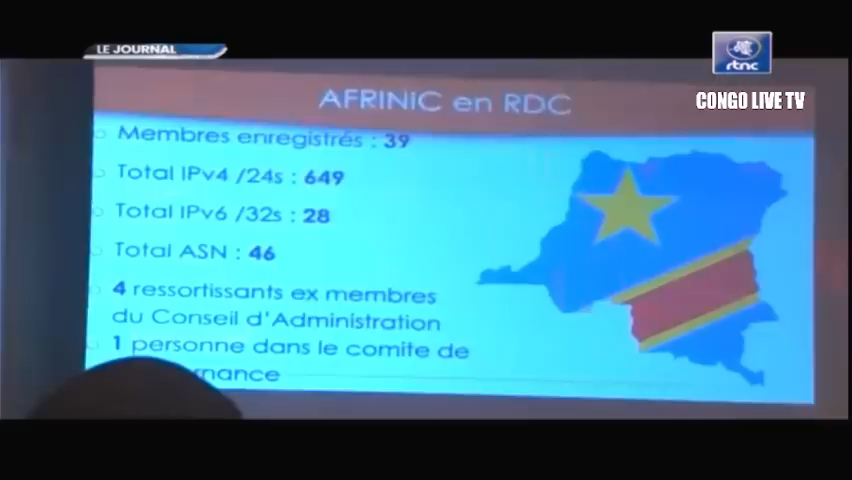 LE JOURNAL
rtnc
CONGO LIVE TV
AFRINIC en RDC
Membres enregistrés : 39
Total IPv4 /24s : 649
Total IPv6 /32s : 28
Total ASN : 46
4 ressortissants ex membres
du Conseil d'Administration
1 personne dans le comite de
rnance